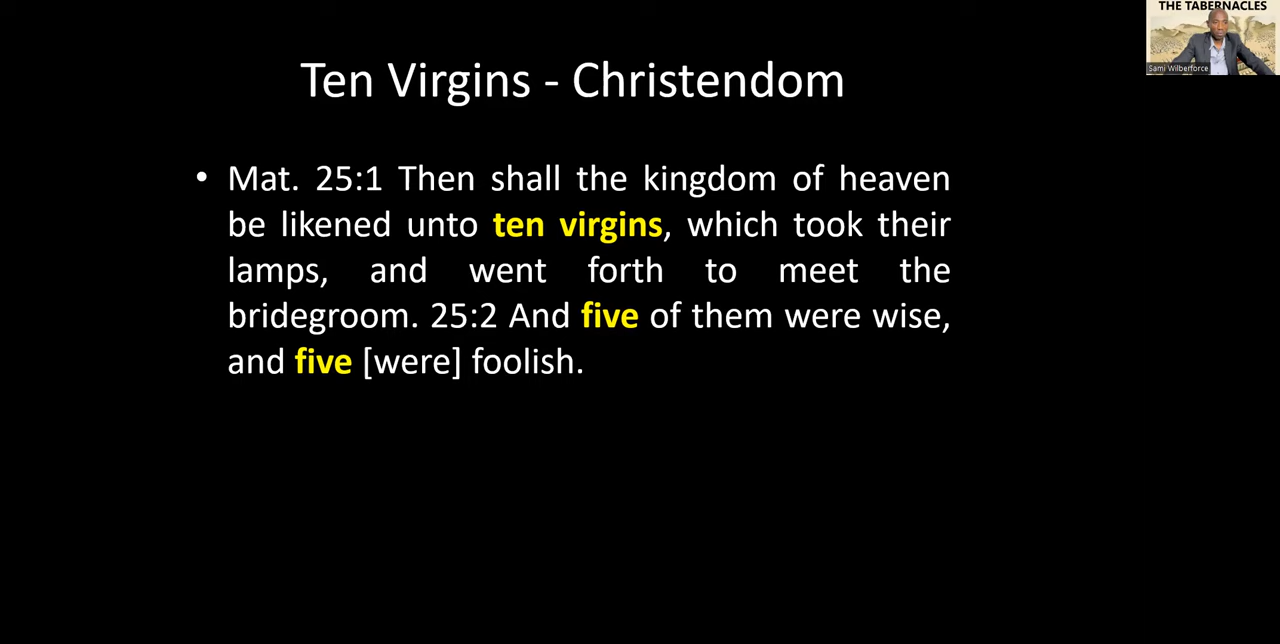 THE TABERNACLES
Sami Wilberforce
Ten Virgins - Christendom
• Mat. 25:1 Then shall the kingdom of heaven
be likened unto ten virgins, which took their
lamps, and went forth to meet the
bridegroom. 25:2 And five of them were wise,
and five [were] foolish.